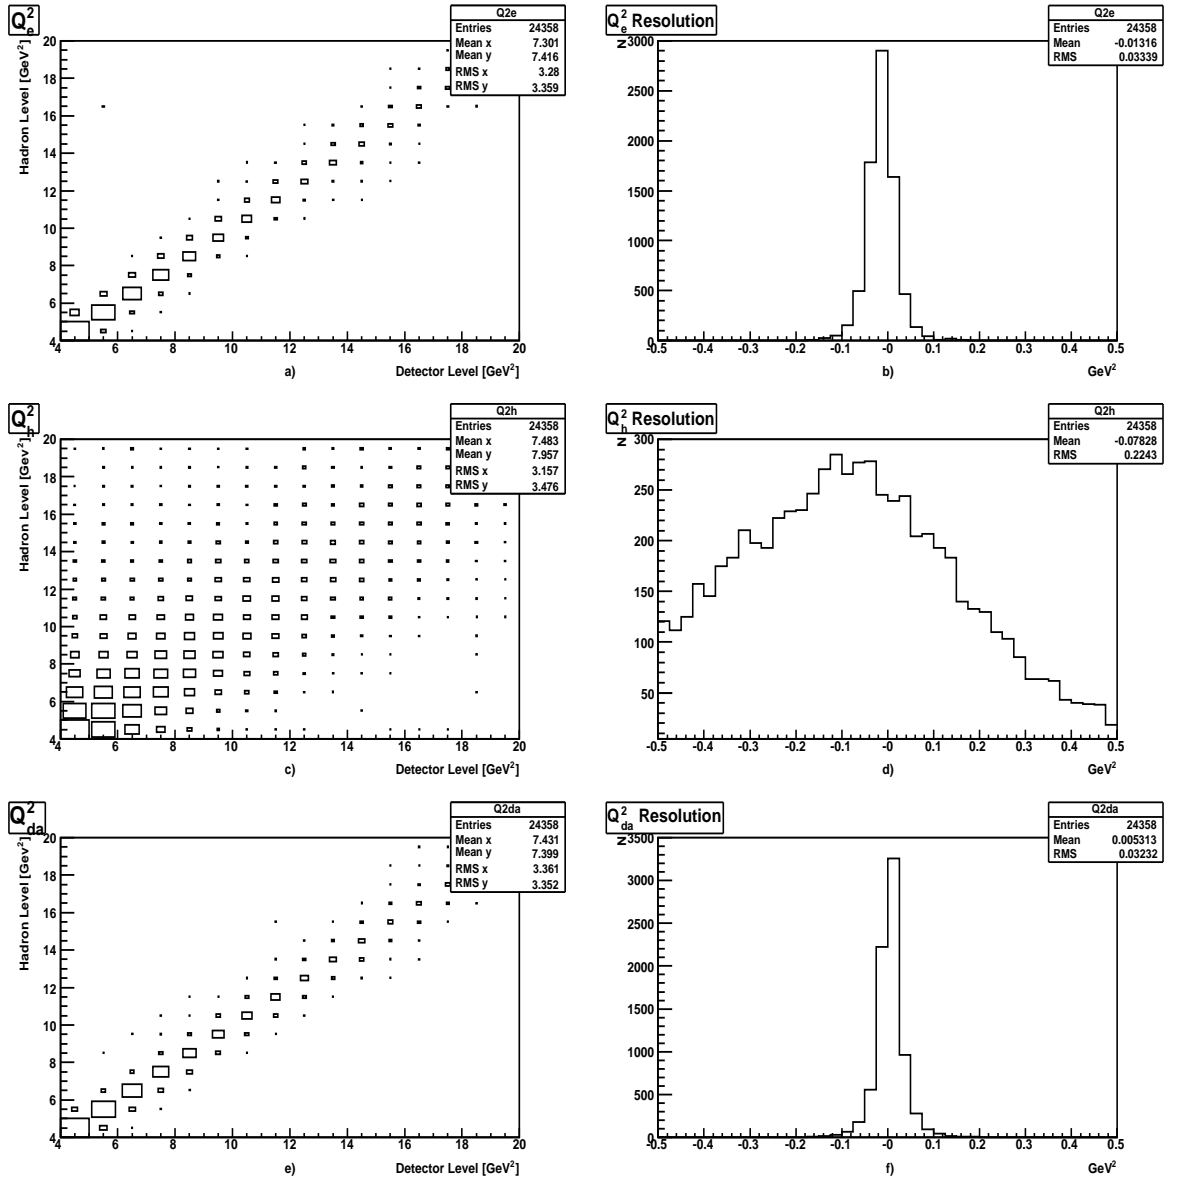 Q²e
Q2e
Entries 24358
Mean x 7.301
Mean y 7.416
RMS x 3.28
RMS y 3.359
Hadron Level [GeV²]
20
18
16
14
12
10
8
6
4
4 6 8 10 12 14 16 18 20
a) Detector Level [GeV²]
Q²e Resolution
Q2e
Entries 24358
Mean -0.01316
RMS 0.03339
N
3000
2500
2000
1500
1000
500
0
-0.5 -0.4 -0.3 -0.2 -0.1 -0 0.1 0.2 0.3 0.4 0.5
b) GeV²
Q²h
Q2h
Entries 24358
Mean x 7.483
Mean y 7.957
RMS x 3.157
RMS y 3.476
Hadron Level [Gev²]
20
18
16
14
12
10
8
6
4
4 6 8 10 12 14 16 18 20
c) Detector Level [GeV²]
Q²h Resolution
Q2h
Entries 24358
Mean -0.07828
RMS 0.2243
N
300
250
200
150
100
50
-0.5 -0.4 -0.3 -0.2 -0.1 -0 0.1 0.2 0.3 0.4 0.5
d) GeV²
Q²da
Q2da
Entries 24358
Mean x 7.431
Mean y 7.399
RMS x 3.361
RMS y 3.352
Hadron Level [Gev²]
20
18
16
14
12
10
8
6
4
4 6 8 10 12 14 16 18 20
e) Detector Level [GeV²]
Q²da Resolution
Q2da
Entries 24358
Mean 0.005313
RMS 0.03232
N
3500
3000
2500
2000
1500
1000
500
0
-0.5 -0.4 -0.3 -0.2 -0.1 -0 0.1 0.2 0.3 0.4 0.5
f) GeV²